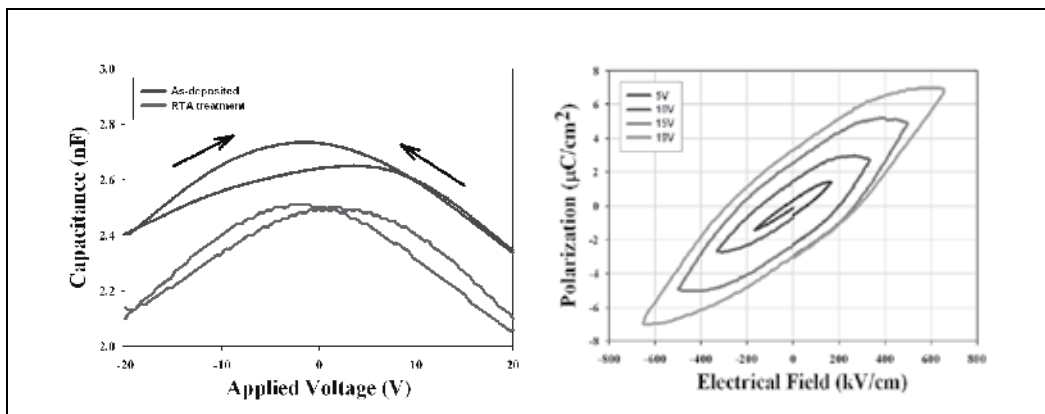 3.0
2.8
2.6
2.4
2.2
2.0
Capacitance (nF)
As-deposited
RTA treatment
-20
-10
0
10
20
Applied Voltage (V)
8
6
4
2
0
-2
-4
-6
-8
Polarization (μC/cm²)
5V
10V
15V
10V
-800
-600
-400
-200
0
200
400
600
800
Electrical Field (kV/cm)